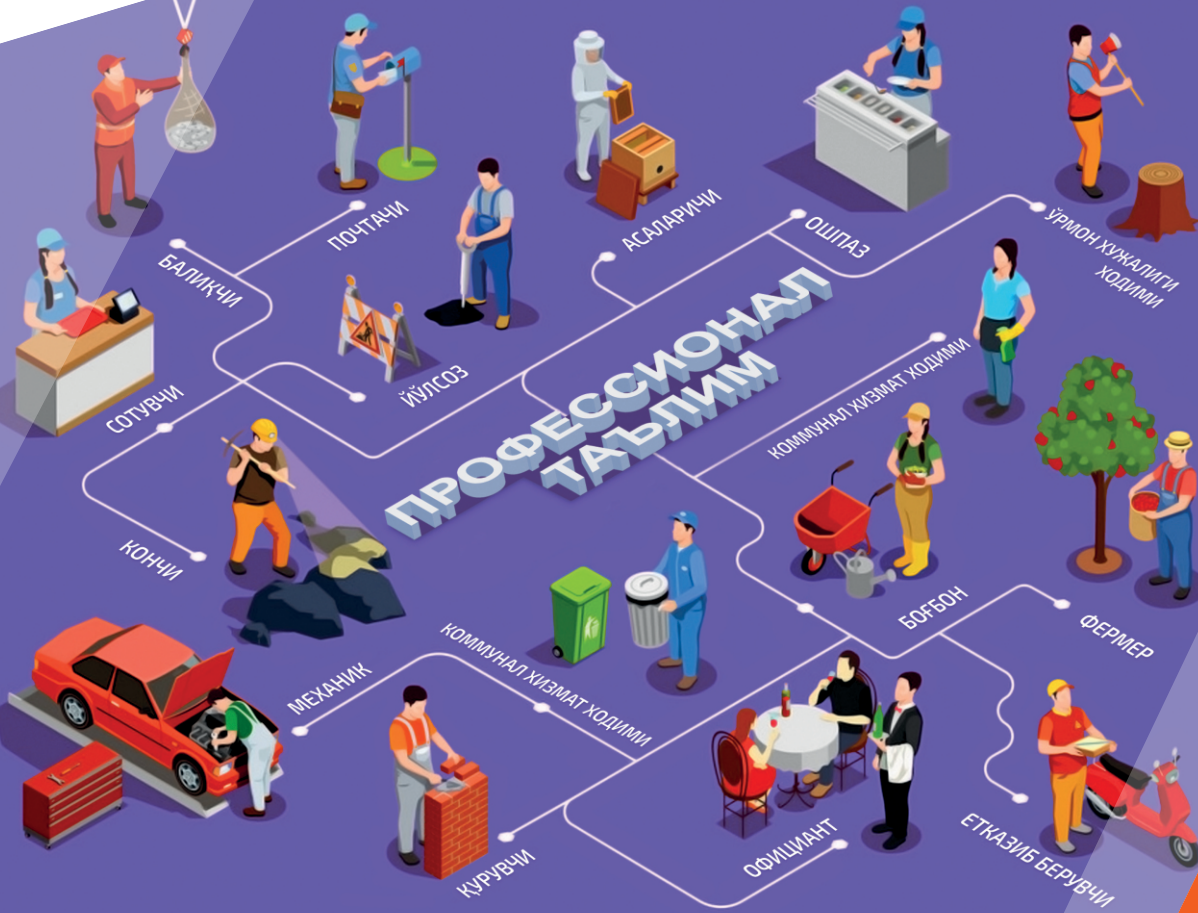 ПОЧТАЧИ
АСАЛАРИЧИ
ОШПАЗ
ЎРМОН ХУЖАЛИГИ
ХОДИМИ
БАЛИҚЧИ
СОТУВЧИ
ЙЎЛСОЗ
ПРОФЕССИОНАЛ
ТАЪЛИМ
КОММУНАЛ ХИЗМАТ ХОДИМИ
КОНЧИ
БОҒБОН
ФЕРМЕР
МЕХАНИК
КОММУНАЛ ХИЗМАТ ХОДИМИ
ҚУРУВЧИ
ОФИЦИАНТ
ЕТКАЗИБ БЕРУВЧИ